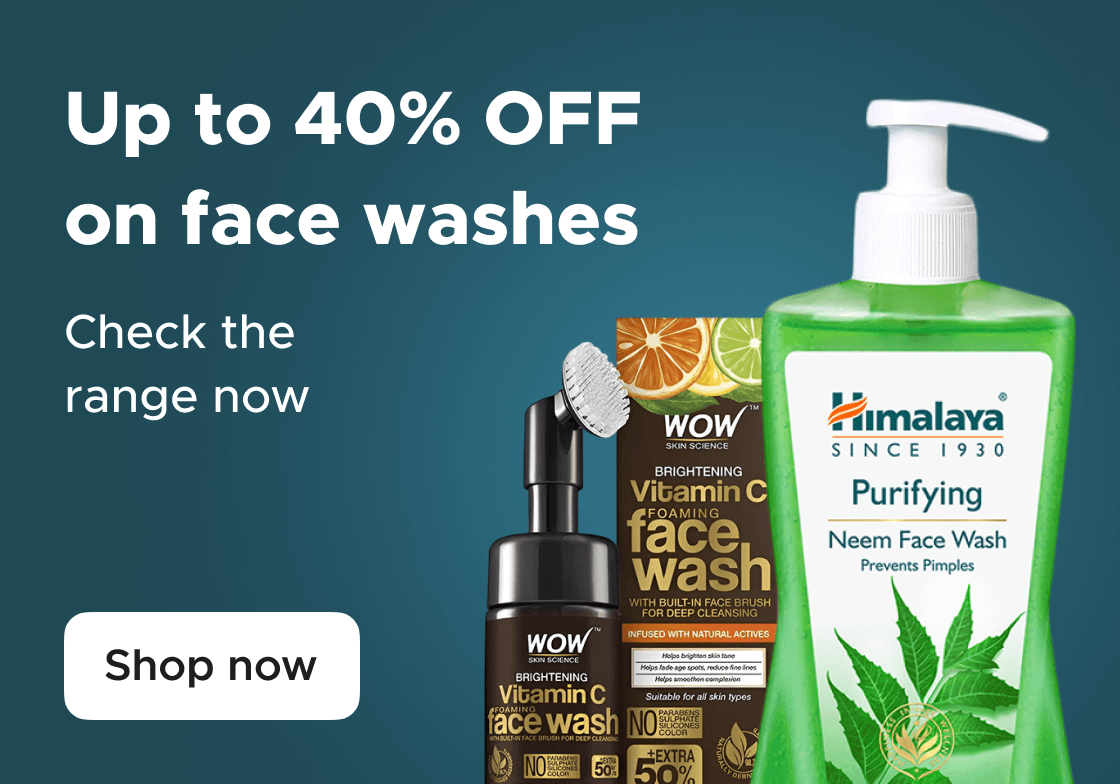 Up to 40% OFF
on face washes
Check the
range now
Shop now
WOW™
SKIN SCIENCE
BRIGHTENING
Vitamin C
FOAMING
face wash
WITH BUILT-IN FACE BRUSH FOR DEEP CLEANSING
NO PARABENS
SULPHATE
SILICONES
COLOR
+EXTRA
50%
WOW™
SKIN SCIENCE
BRIGHTENING
Vitamin C
FOAMING
face
wash
WITH BUILT-IN FACE BRUSH
FOR DEEP CLEANSING
INFUSED WITH NATURAL ACTIVES
Helps brighten skin tone
Helps fade age spots, reduce fine lines
Helps smoothen complexion
Suitable for all skin types
NO PARABENS
SULPHATE
SILICONES
COLOR
+EXTRA
50%
Himalaya®
SINCE 1930
Purifying
Neem Face Wash
Prevents Pimples